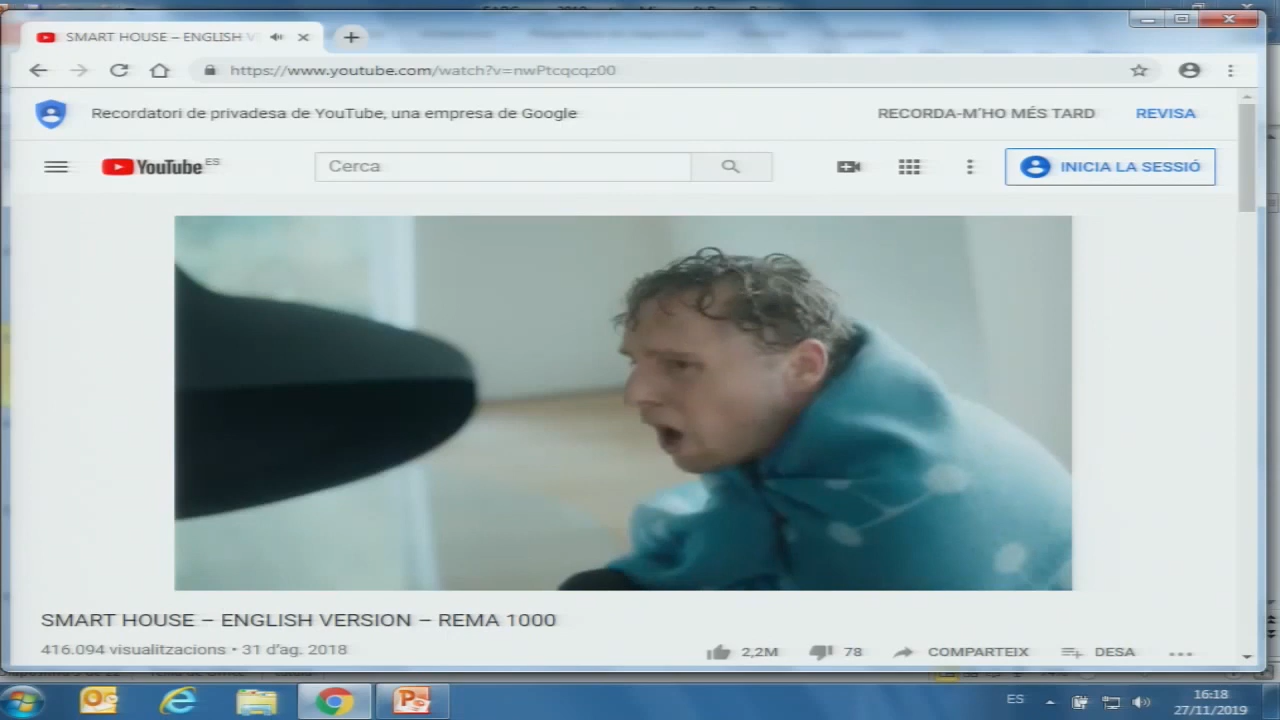 SMART HOUSE – ENGLISH V
https://www.youtube.com/watch?v=nwPtcqcqz00
Recordatori de privadesa de YouTube, una empresa de Google
RECORDA-M'HO MÉS TARD
REVISA
YouTube ES
Cerca
INICIA LA SESSIÓ
SMART HOUSE – ENGLISH VERSION – REMA 1000
416.094 visualitzacions • 31 d'ag. 2018
2,2M
78
COMPARTEIX
DESA
ES
16:18
27/11/2019